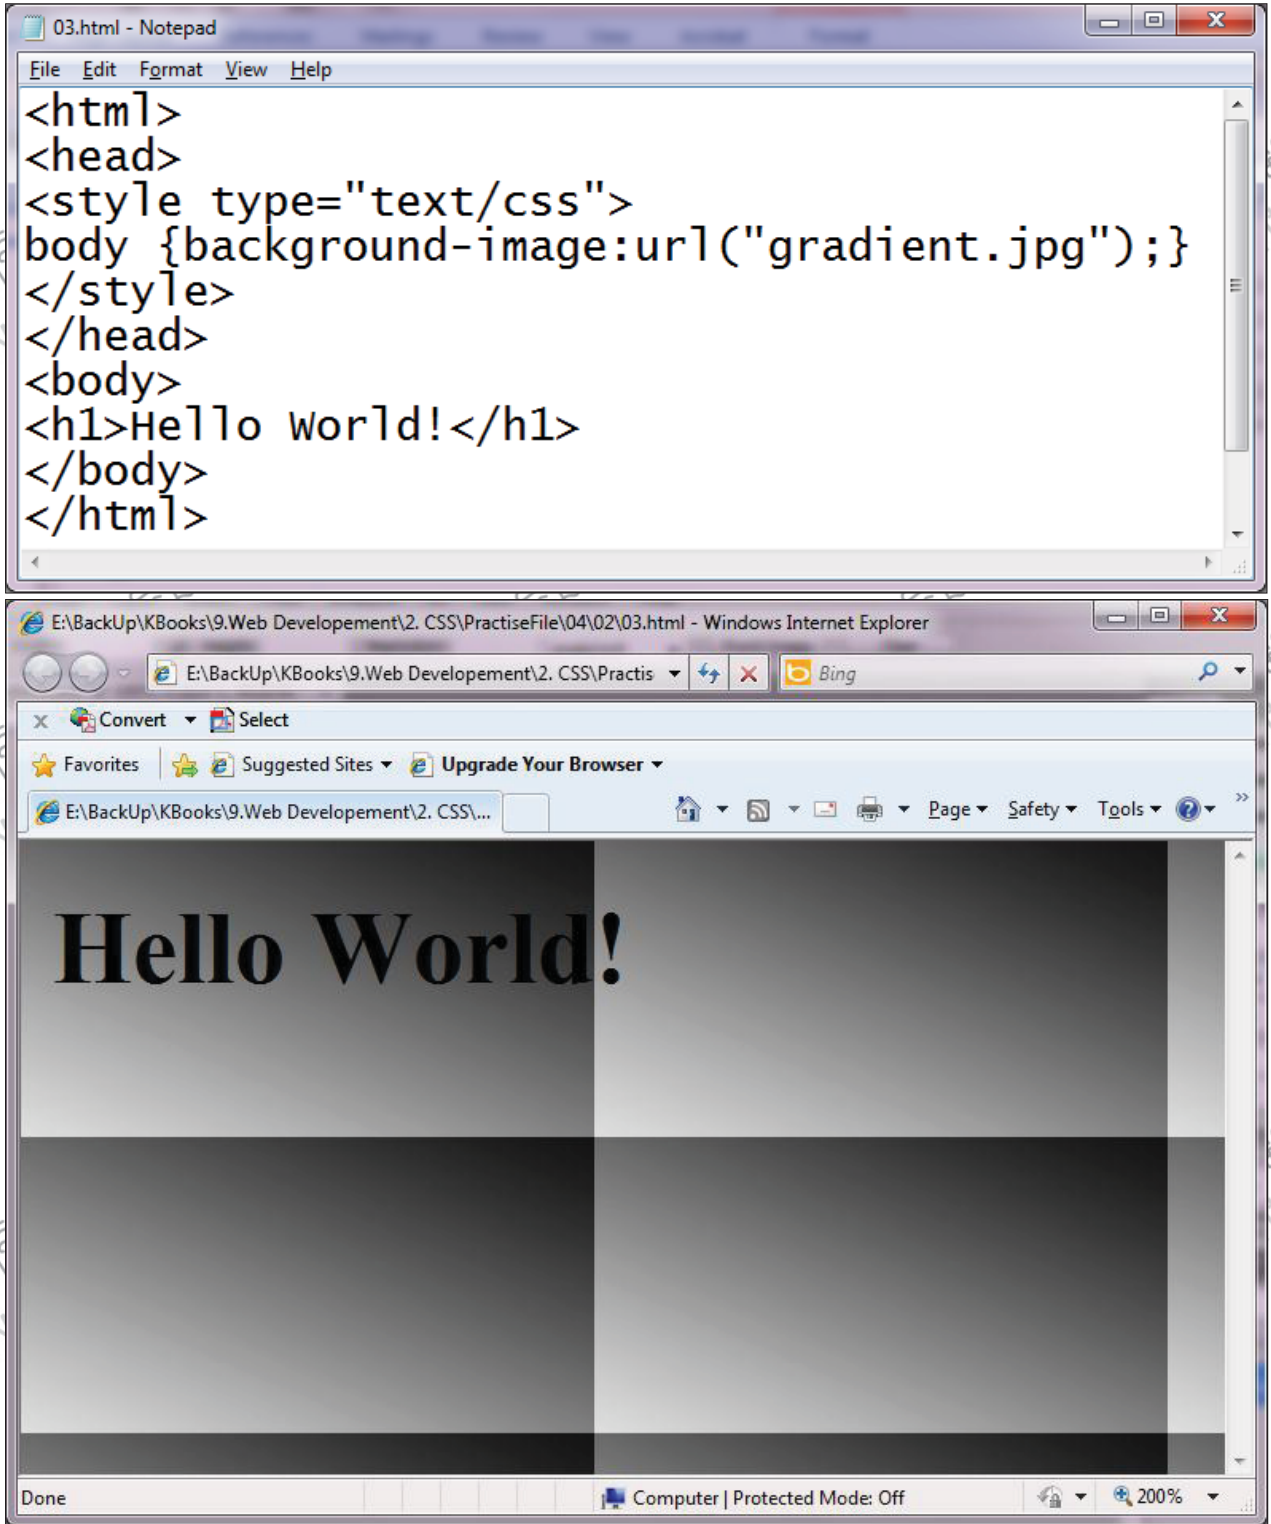 03.html - Notepad
File Edit Format View Help
<html>
<head>
<style type="text/css">
body {background-image:url("gradient.jpg");}
</style>
</head>
<body>
<h1>Hello World!</h1>
</body>
</html>
E:\BackUp\KBooks\9.Web Developement\2. CSS\PractiseFile\04\02\03.html - Windows Internet Explorer
E:\BackUp\KBooks\9.Web Developement\2. CSS\Practis Bing
x Convert Select
Favorites Suggested Sites Upgrade Your Browser
E:\BackUp\KBooks\9.Web Developement\2. CSS\... Page Safety Tools »
Hello World!
Done Computer | Protected Mode: Off 200%